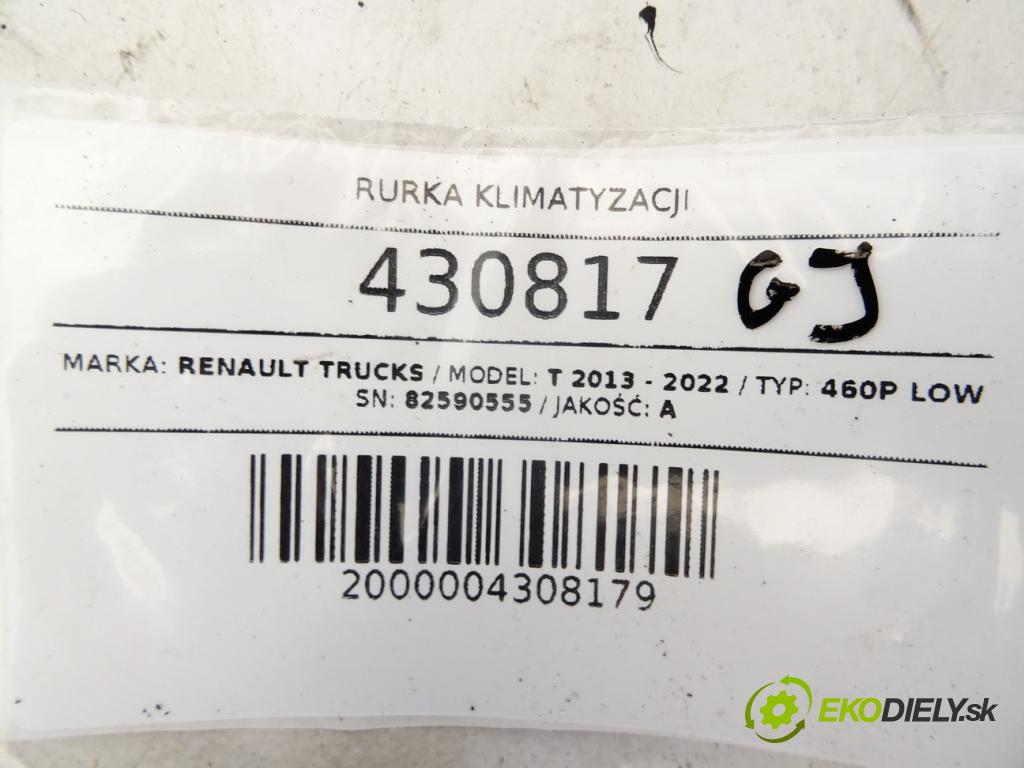 RURKA KLIMATYZACJI
430817 GJ
MARKA: RENAULT TRUCKS / MODEL: T 2013 - 2022 / TYP: 460P LOW
SN: 82590555 / JAKOŚĆ: A
2000004308179
EKODIELY.sk